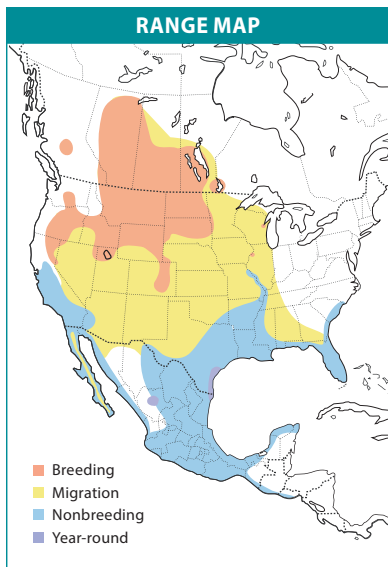 RANGE MAP
Breeding
Migration
Nonbreeding
Year-round